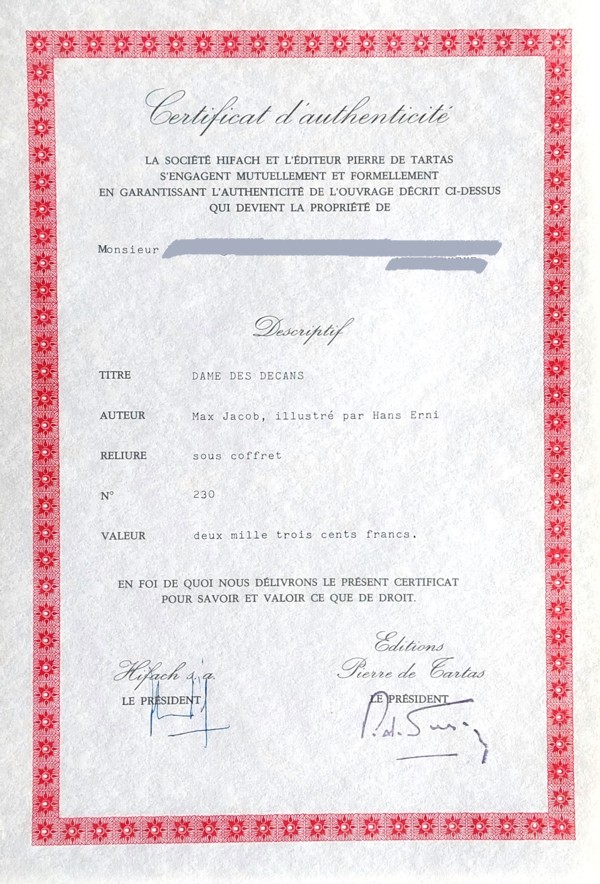 Certificat d'authenticité
LA SOCIÉTÉ HIFACH ET L'ÉDITEUR PIERRE DE TARTAS
S'ENGAGENT MUTUELLEMENT ET FORMELLEMENT
EN GARANTISSANT L'AUTHENTICITÉ DE L'OUVRAGE DÉCRIT CI-DESSUS
QUI DEVIENT LA PROPRIÉTÉ DE
Monsieur
Descriptif
TITRE DAME DES DECANS
AUTEUR Max Jacob, illustré par Hans Erni
RELIURE sous coffret
N° 230
VALEUR deux mille trois cents francs.
EN FOI DE QUOI NOUS DÉLIVRONS LE PRÉSENT CERTIFICAT
POUR SAVOIR ET VALOIR CE QUE DE DROIT.
Hifach s.a.
LE PRÉSIDENT
Editions
Pierre de Tartas
LE PRÉSIDENT